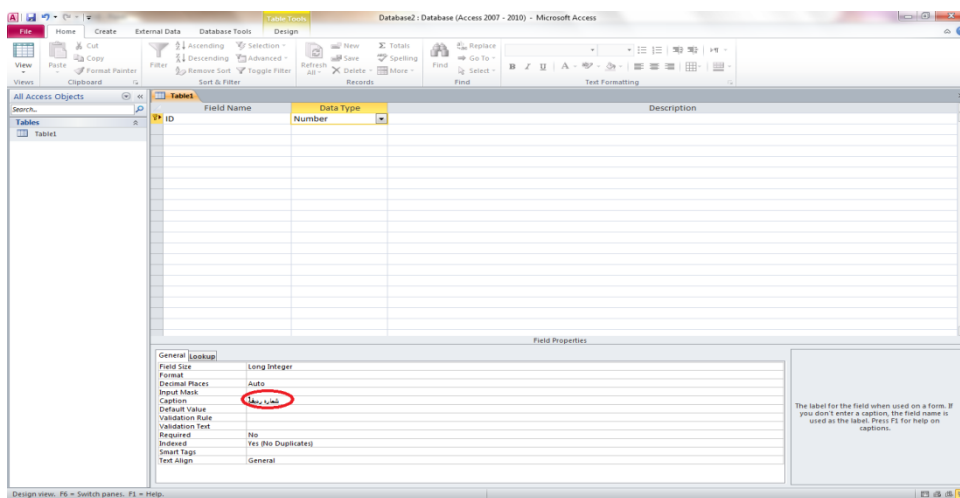 Table Tools
Database2 : Database (Access 2007 - 2010) - Microsoft Access
File Home Create External Data Database Tools Design
View
Views
Paste
Cut
Copy
Format Painter
Clipboard
Filter
Ascending
Descending
Remove Sort
Selection
Advanced
Toggle Filter
Sort & Filter
Refresh All
New
Save
Delete
Totals
Spelling
More
Records
Find
Replace
Go To
Select
Find
B I U A
Text Formatting
All Access Objects
Search...
Tables
Table1
Table1
Field Name Data Type Description
ID Number
Field Properties
General Lookup
Field Size Long Integer
Format
Decimal Places Auto
Input Mask
Caption شماره ردیف
Default Value
Validation Rule
Validation Text
Required No
Indexed Yes (No Duplicates)
Smart Tags
Text Align General
The label for the field when used on a form. If
you don't enter a caption, the field name is
used as the label. Press F1 for help on
captions.
Design view. F6 = Switch panes. F1 = Help.